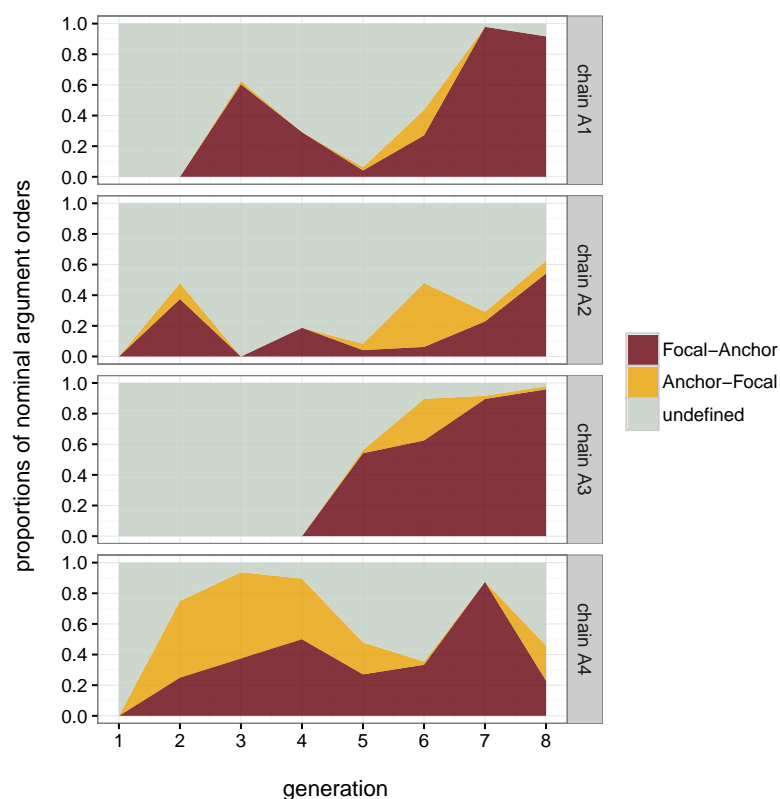 1.0
0.8
0.6
0.4
0.2
0.0
chain A1
1.0
0.8
0.6
0.4
0.2
0.0
chain A2
1.0
0.8
0.6
0.4
0.2
0.0
chain A3
1.0
0.8
0.6
0.4
0.2
0.0
chain A4
1 2 3 4 5 6 7 8
generation
proportions of nominal argument orders
Focal−Anchor
Anchor−Focal
undefined